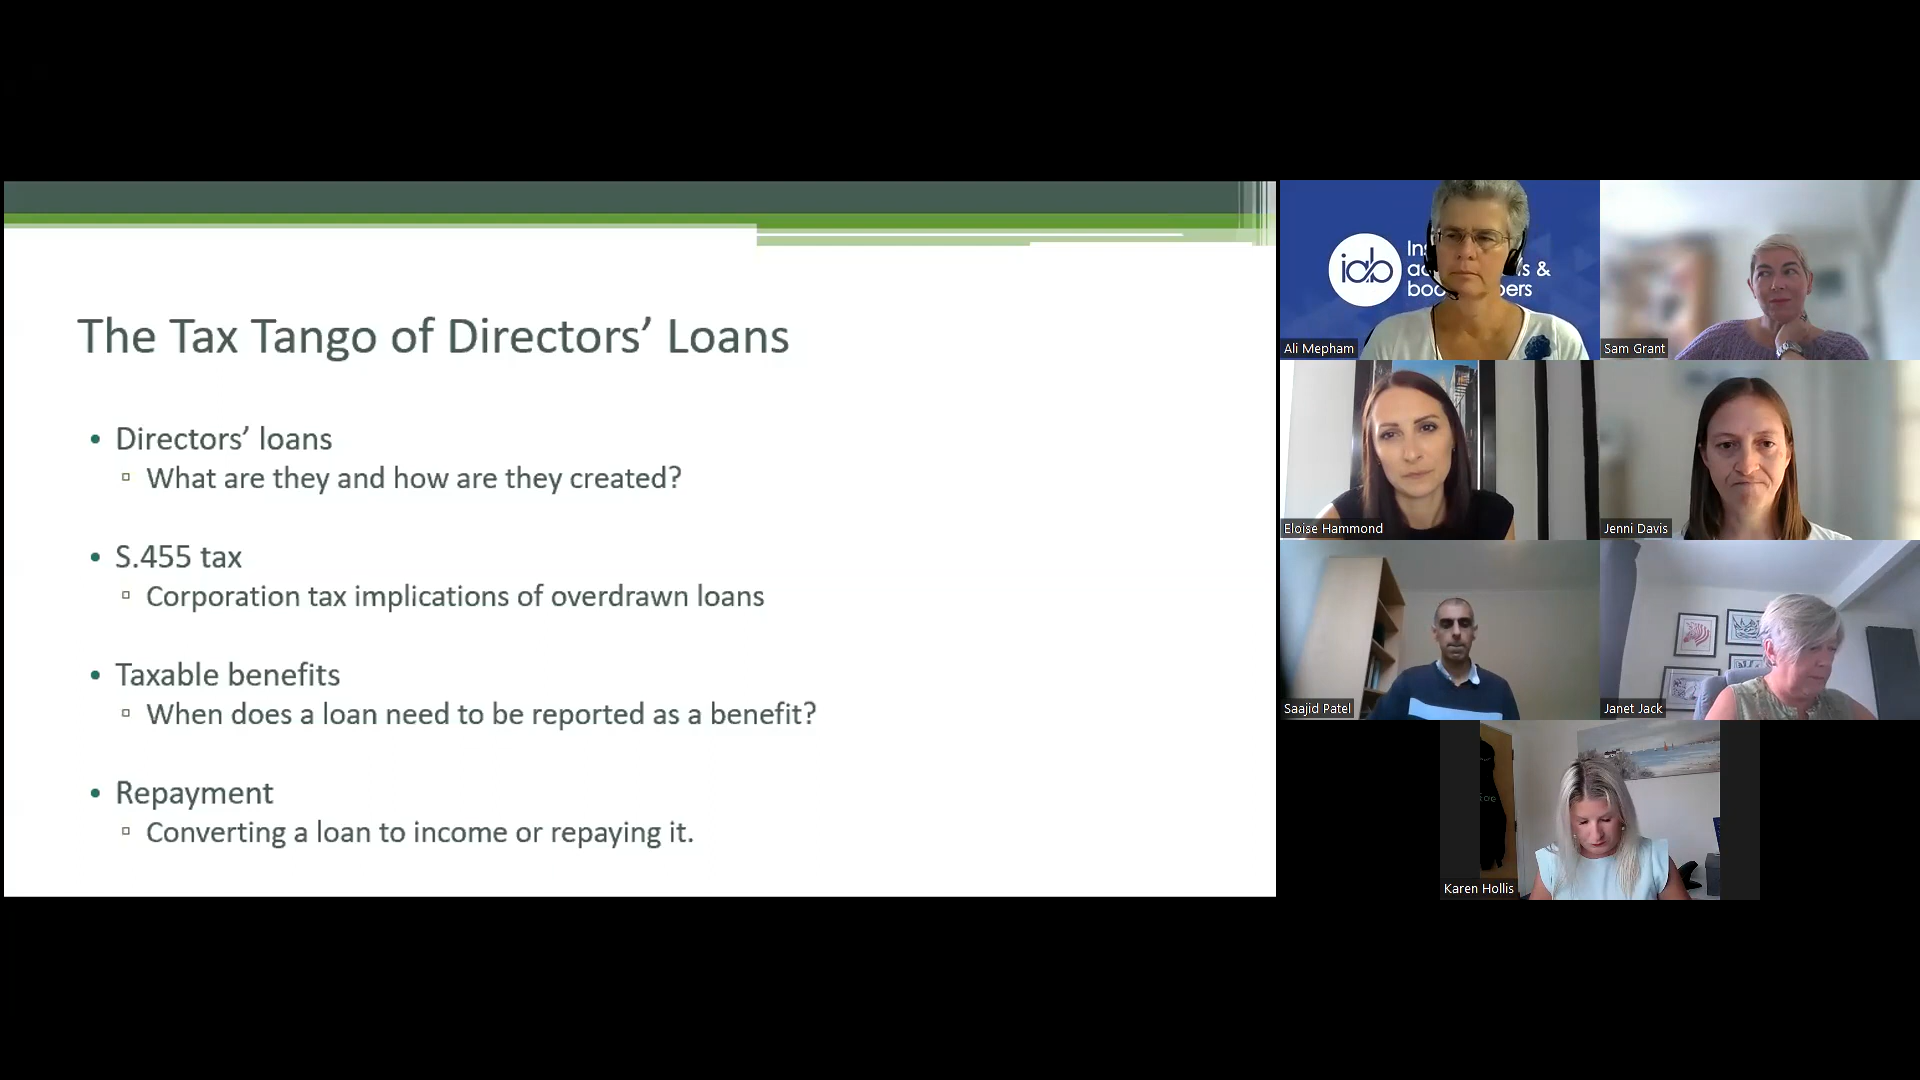 The Tax Tango of Directors’ Loans
• Directors’ loans
▫ What are they and how are they created?
• S.455 tax
▫ Corporation tax implications of overdrawn loans
• Taxable benefits
▫ When does a loan need to be reported as a benefit?
• Repayment
▫ Converting a loan to income or repaying it.
iab
&
Ali Mepham
Sam Grant
Eloise Hammond
Jenni Davis
Saajid Patel
Janet Jack
Karen Hollis